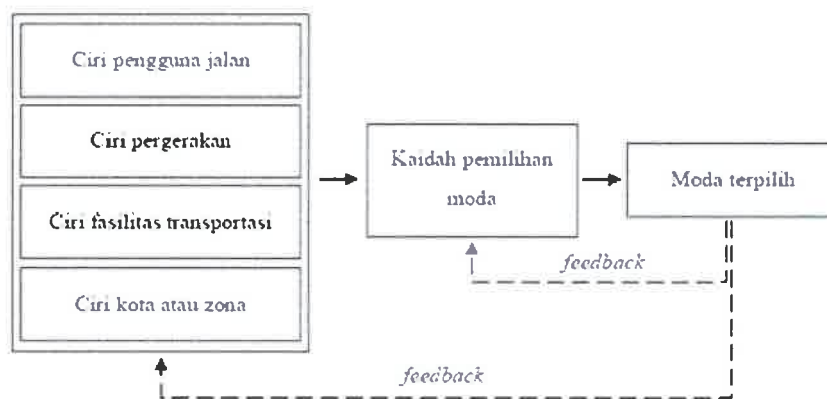 Ciri pengguna jalan
Ciri pergerakan
Ciri fasilitas transportasi
Ciri kota atau zona
Kaidah pemilihan
moda
Moda terpilih
feedback
feedback